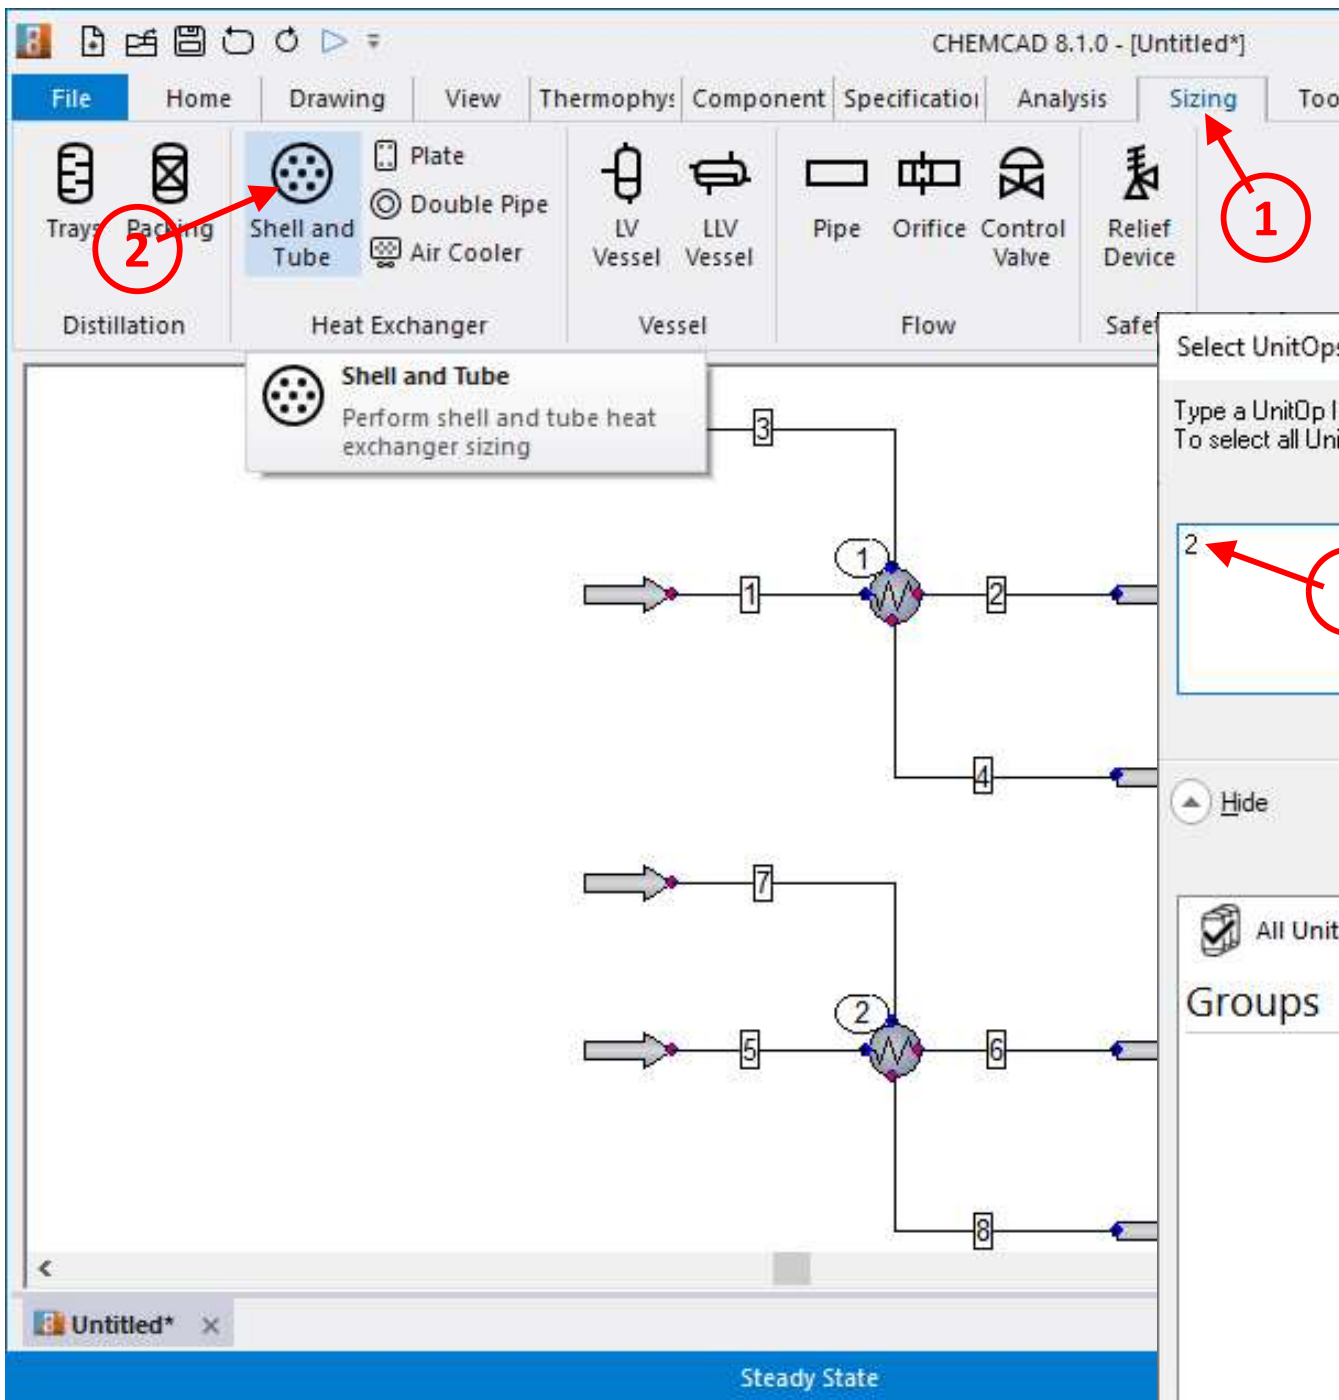 CHEMCAD 8.1.0 - [Untitled*]
File Home Drawing View Thermophys Component Specification Analysis Sizing Too
Trays Packing Shell and Tube Plate Double Pipe Air Cooler LV Vessel LLV Vessel Pipe Orifice Control Valve Relief Device
1
2
Distillation Heat Exchanger Vessel Flow Safet
Shell and Tube
Perform shell and tube heat
exchanger sizing
Select UnitOps
Type a UnitOp I
To select all Uni
2
Hide
All Unit
Groups
3
1
1
2
4
7
2
5
6
8
Untitled*
Steady State